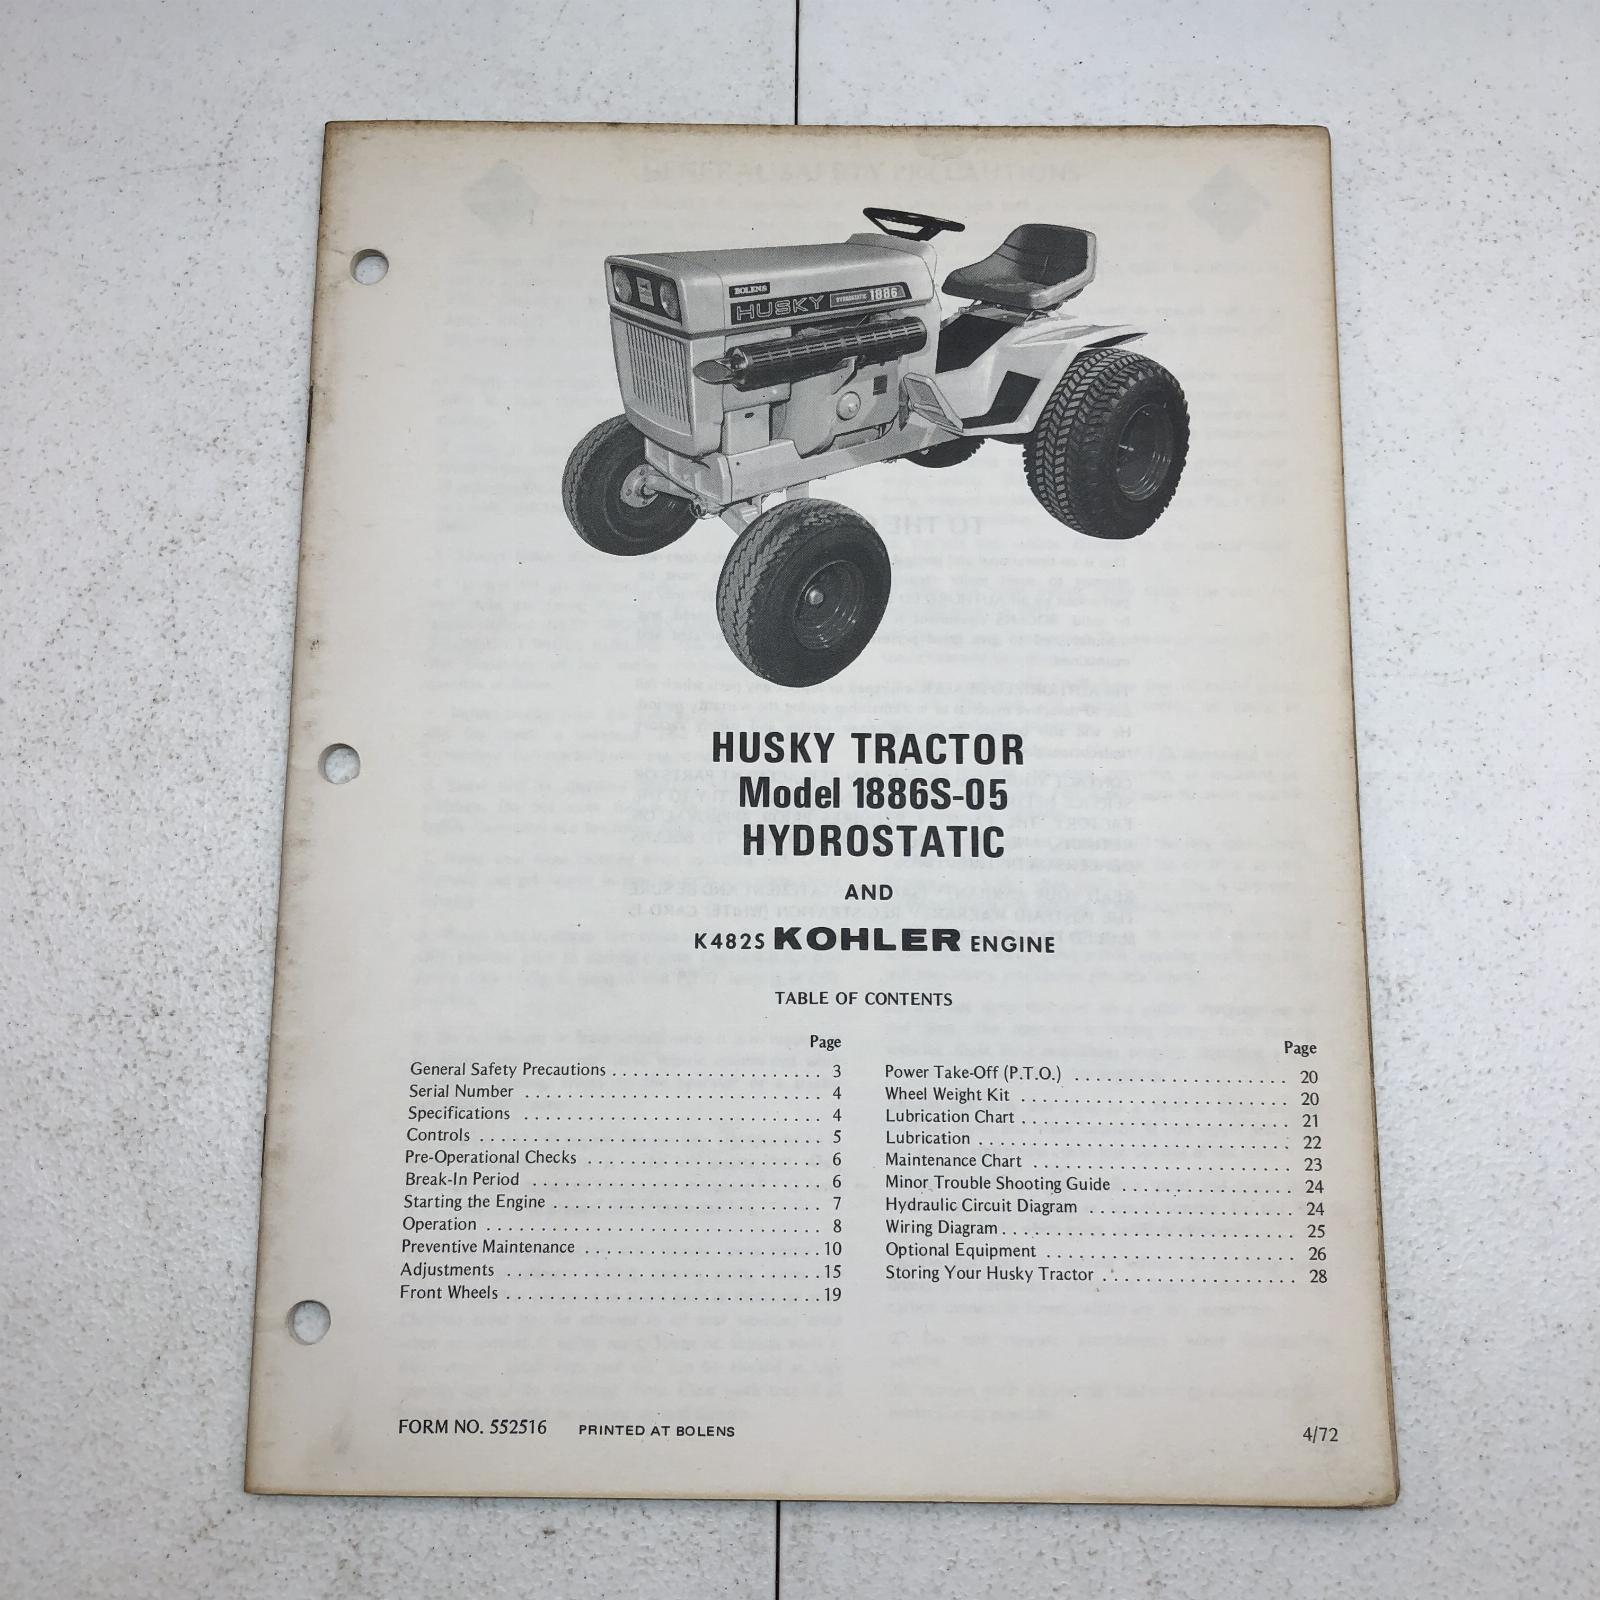 BOLENS
HUSKY HYDROSTATIC 1886
HUSKY TRACTOR
Model 1886S-05
HYDROSTATIC
AND
K482S KOHLER ENGINE
TABLE OF CONTENTS
Page
General Safety Precautions . . . . . . . . . . . . . . . . . . . . 3
Serial Number . . . . . . . . . . . . . . . . . . . . . . . . . . . . 4
Specifications . . . . . . . . . . . . . . . . . . . . . . . . . . . . 4
Controls . . . . . . . . . . . . . . . . . . . . . . . . . . . . . . . . 5
Pre-Operational Checks . . . . . . . . . . . . . . . . . . . . . . 6
Break-In Period . . . . . . . . . . . . . . . . . . . . . . . . . . . 6
Starting the Engine . . . . . . . . . . . . . . . . . . . . . . . . . 7
Operation . . . . . . . . . . . . . . . . . . . . . . . . . . . . . . . 8
Preventive Maintenance . . . . . . . . . . . . . . . . . . . . . . 10
Adjustments . . . . . . . . . . . . . . . . . . . . . . . . . . . . . 15
Front Wheels . . . . . . . . . . . . . . . . . . . . . . . . . . . . . 19
Page
Power Take-Off (P.T.O.) . . . . . . . . . . . . . . . . . . . . 20
Wheel Weight Kit . . . . . . . . . . . . . . . . . . . . . . . . . 20
Lubrication Chart . . . . . . . . . . . . . . . . . . . . . . . . . 21
Lubrication . . . . . . . . . . . . . . . . . . . . . . . . . . . . . 22
Maintenance Chart . . . . . . . . . . . . . . . . . . . . . . . . 23
Minor Trouble Shooting Guide . . . . . . . . . . . . . . . . 24
Hydraulic Circuit Diagram . . . . . . . . . . . . . . . . . . . 24
Wiring Diagram . . . . . . . . . . . . . . . . . . . . . . . . . . . 25
Optional Equipment . . . . . . . . . . . . . . . . . . . . . . . 26
Storing Your Husky Tractor . . . . . . . . . . . . . . . . . . 28
FORM NO. 552516 PRINTED AT BOLENS 4/72